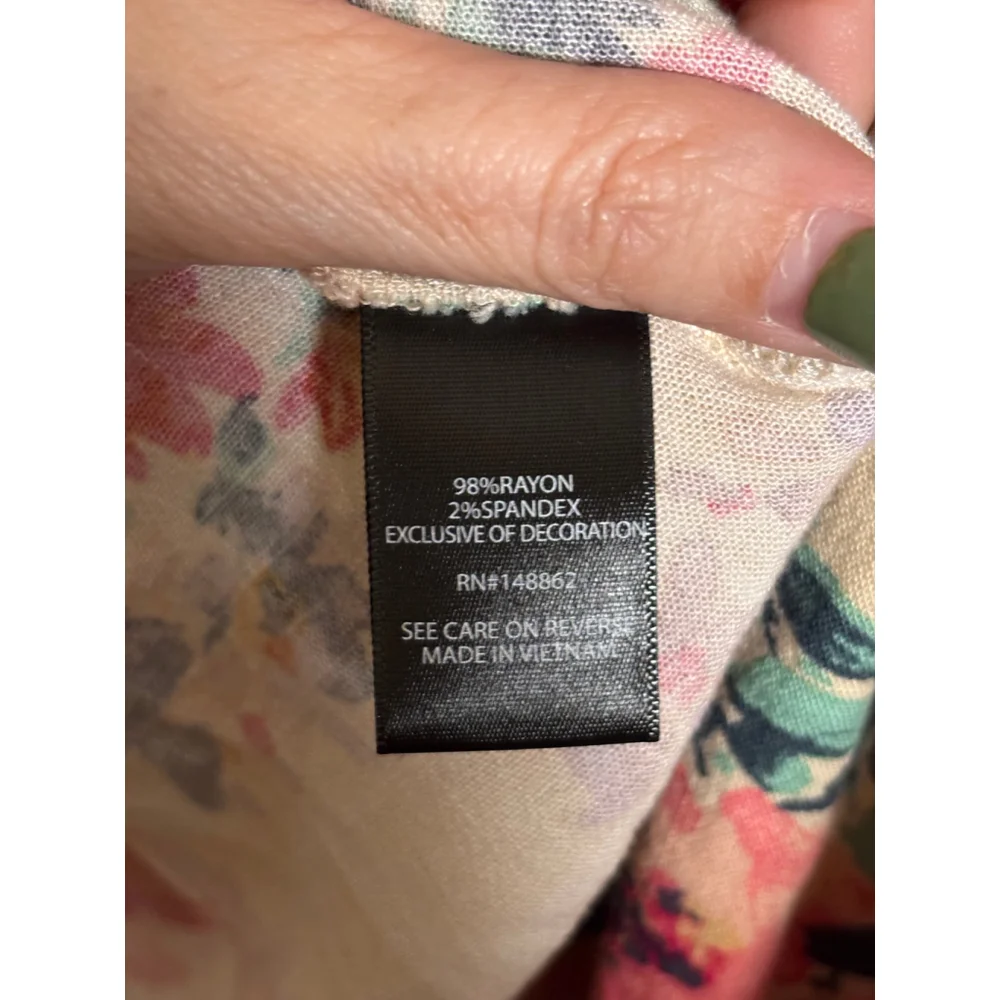 98%RAYON
2%SPANDEX
EXCLUSIVE OF DECORATION
RN#148862
SEE CARE ON REVERSE
MADE IN VIETNAM